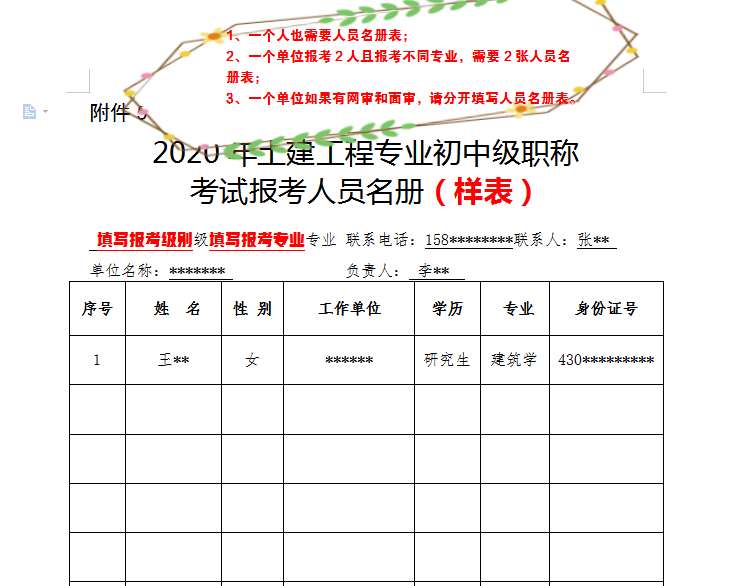 1、一个人也需要人员名册表；
2、一个单位报考2人且报考不同专业，需要2张人员名
册表；
3、一个单位如果有网审和面审，请分开填写人员名册表。
附件 5
2020 年土建工程专业初中级职称
考试报考人员名册（样表）
填写报考级别级填写报考专业专业 联系电话：158********联系人：张**
单位名称：******* 负责人： 李**
序号 姓 名 性 别 工作单位 学历 专业 身份证号
1 王** 女 ****** 研究生 建筑学 430*********